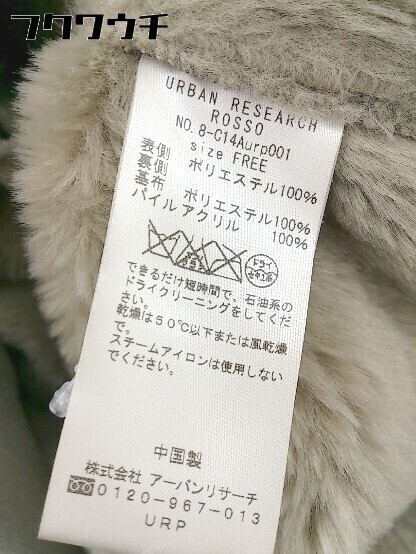 フクワウチ
URBAN RESEARCH
ROSSO
NO.8-C14Aurp001
size FREE
表側 ポリエステル100%
裏側
基布 ポリエステル100%
パイル アクリル 100%
ドライ
セキユ系
できるだけ短時間で、石油系の
ドライクリーニングをしてくだ
さい。
乾燥は50℃以下または風乾燥
で。
スチームアイロンは使用しない
でください。
中国製
株式会社 アーバンリサーチ
0120-967-013
URP